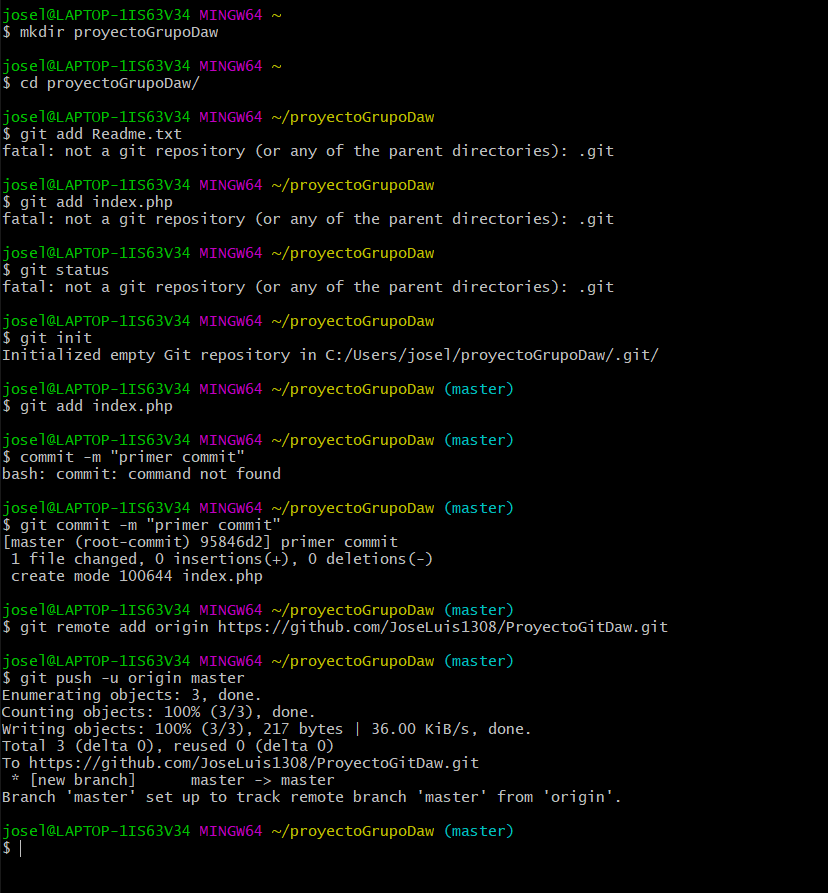 josel@LAPTOP-1IS63V34 MINGW64 ~
$ mkdir proyectoGrupoDaw
josel@LAPTOP-1IS63V34 MINGW64 ~
$ cd proyectoGrupoDaw/
josel@LAPTOP-1IS63V34 MINGW64 ~/proyectoGrupoDaw
$ git add Readme.txt
fatal: not a git repository (or any of the parent directories): .git
josel@LAPTOP-1IS63V34 MINGW64 ~/proyectoGrupoDaw
$ git add index.php
fatal: not a git repository (or any of the parent directories): .git
josel@LAPTOP-1IS63V34 MINGW64 ~/proyectoGrupoDaw
$ git status
fatal: not a git repository (or any of the parent directories): .git
josel@LAPTOP-1IS63V34 MINGW64 ~/proyectoGrupoDaw
$ git init
Initialized empty Git repository in C:/Users/josel/proyectoGrupoDaw/.git/
josel@LAPTOP-1IS63V34 MINGW64 ~/proyectoGrupoDaw (master)
$ git add index.php
josel@LAPTOP-1IS63V34 MINGW64 ~/proyectoGrupoDaw (master)
$ commit -m "primer commit"
bash: commit: command not found
josel@LAPTOP-1IS63V34 MINGW64 ~/proyectoGrupoDaw (master)
$ git commit -m "primer commit"
[master (root-commit) 95846d2] primer commit
 1 file changed, 0 insertions(+), 0 deletions(-)
 create mode 100644 index.php
josel@LAPTOP-1IS63V34 MINGW64 ~/proyectoGrupoDaw (master)
$ git remote add origin https://github.com/JoseLuis1308/ProyectoGitDaw.git
josel@LAPTOP-1IS63V34 MINGW64 ~/proyectoGrupoDaw (master)
$ git push -u origin master
Enumerating objects: 3, done.
Counting objects: 100% (3/3), done.
Writing objects: 100% (3/3), 217 bytes | 36.00 KiB/s, done.
Total 3 (delta 0), reused 0 (delta 0)
To https://github.com/JoseLuis1308/ProyectoGitDaw.git
 * [new branch]      master -> master
Branch 'master' set up to track remote branch 'master' from 'origin'.
josel@LAPTOP-1IS63V34 MINGW64 ~/proyectoGrupoDaw (master)
$